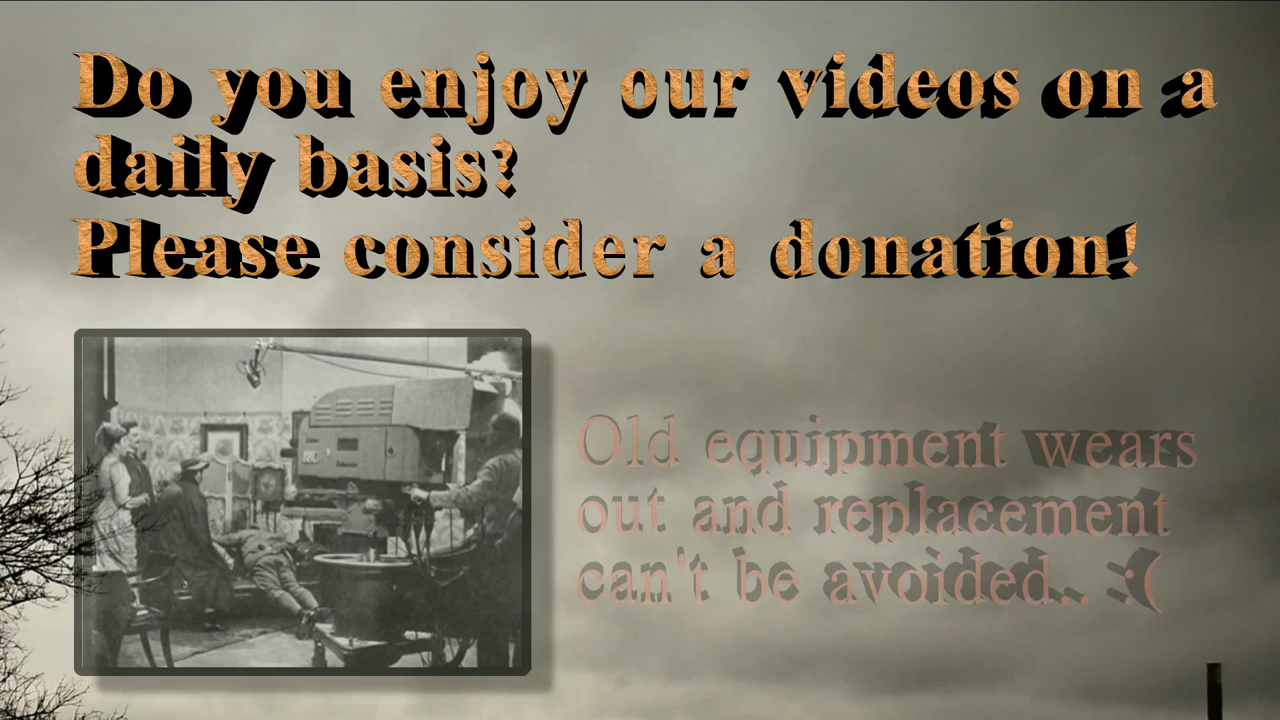 Do you enjoy our videos on a
daily basis?
Please consider a donation!
Old equipment wears
out and replacement
can't be avoided.. :(